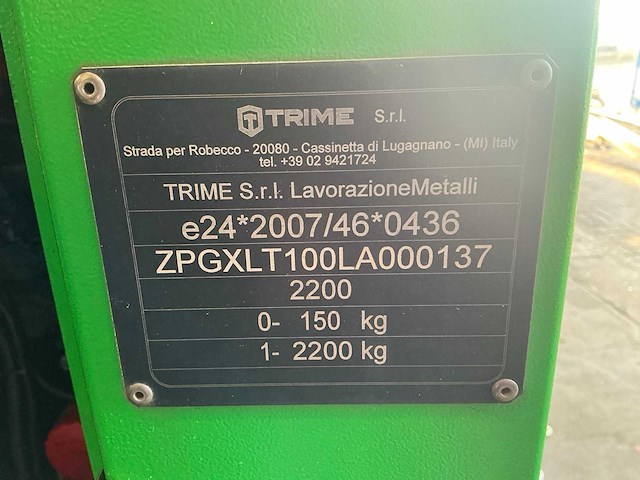 TRIME S.r.l.
Strada per Robecco - 20080 - Cassinetta di Lugagnano - (MI) Italy
tel. +39 02 9421724
TRIME S.r.l. LavorazioneMetalli
e24*2007/46*0436
ZPGXLT100LA000137
2200
0- 150 kg
1- 2200 kg